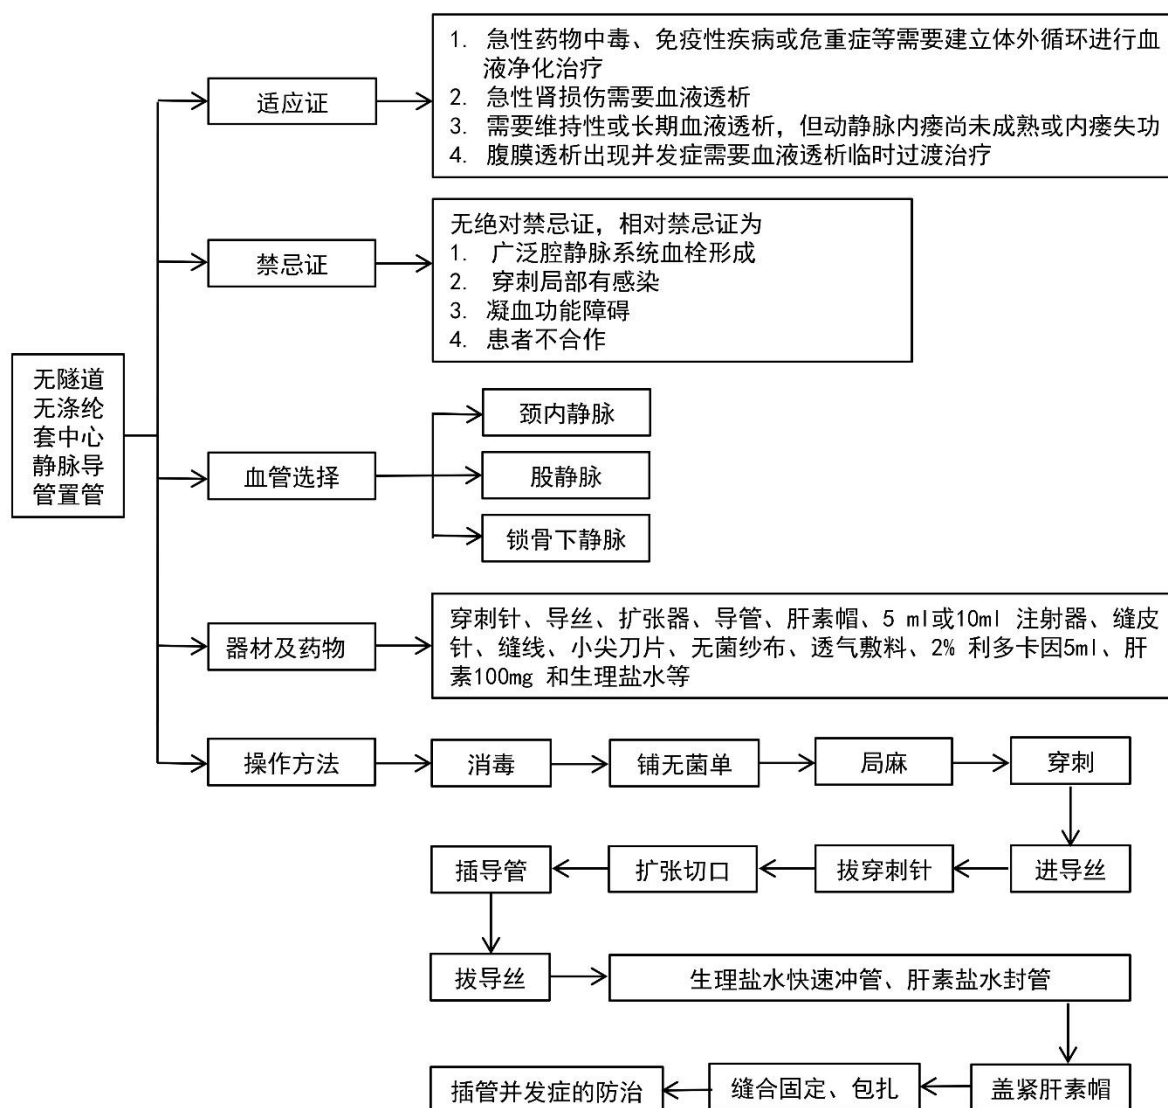 无隧道
无涤纶
套中心
静脉导
管置管
适应证
1. 急性药物中毒、免疫性疾病或危重症等需要建立体外循环进行血
液净化治疗
2. 急性肾损伤需要血液透析
3. 需要维持性或长期血液透析，但动静脉内瘘尚未成熟或内瘘失功
4. 腹膜透析出现并发症需要血液透析临时过渡治疗
禁忌证
无绝对禁忌证，相对禁忌证为
1. 广泛腔静脉系统血栓形成
2. 穿刺局部有感染
3. 凝血功能障碍
4. 患者不合作
血管选择
颈内静脉
股静脉
锁骨下静脉
器材及药物
穿刺针、导丝、扩张器、导管、肝素帽、5 ml或10ml 注射器、缝皮
针、缝线、小尖刀片、无菌纱布、透气敷料、2% 利多卡因5ml、肝
素100mg 和生理盐水等
操作方法
消毒
铺无菌单
局麻
穿刺
进导丝
拔穿刺针
扩张切口
插导管
拔导丝
生理盐水快速冲管、肝素盐水封管
盖紧肝素帽
缝合固定、包扎
插管并发症的防治